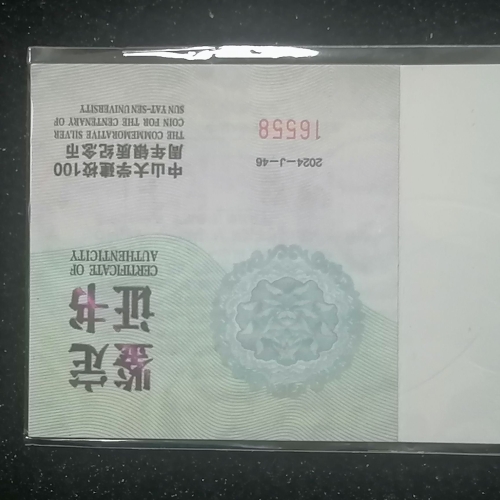 鉴定
证书
CERTIFICATE OF
AUTHENTICITY
中山大学建校100
周年银质纪念币
THE COMMEMORATIVE SILVER
COIN FOR THE CENTENARY OF
SUN YAT-SEN UNIVERSITY
2024-J-46
16558